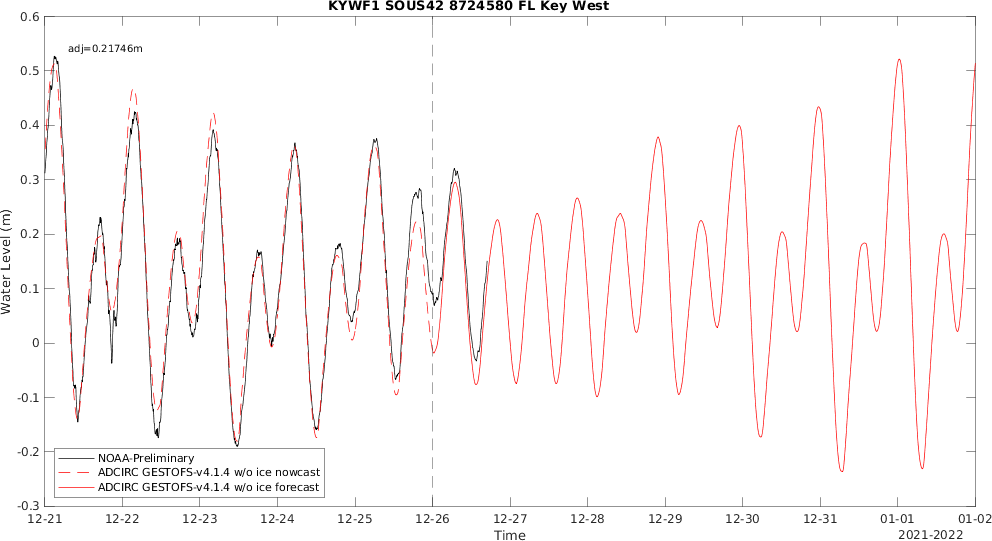 KYWF1 SOUS42 8724580 FL Key West
adj=0.21746m
Water Level (m)
0.6
0.5
0.4
0.3
0.2
0.1
0
-0.1
-0.2
-0.3
NOAA-Preliminary
ADCIRC GESTOFS-v4.1.4 w/o ice nowcast
ADCIRC GESTOFS-v4.1.4 w/o ice forecast
12-21 12-22 12-23 12-24 12-25 12-26 12-27 12-28 12-29 12-30 12-31 01-01 01-02
Time
2021-2022